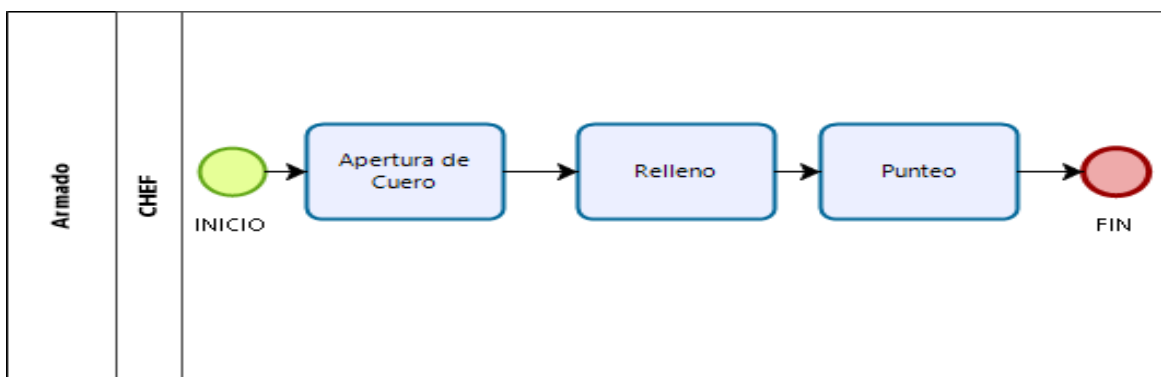 Armado
CHEF
INICIO
Apertura de
Cuero
Relleno
Punteo
FIN